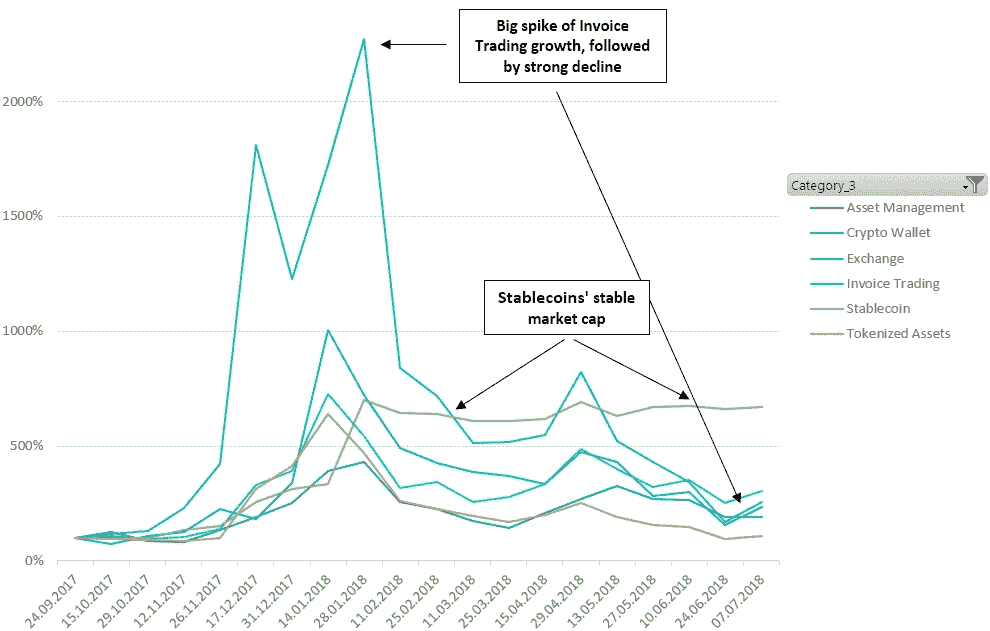 Big spike of Invoice
Trading growth, followed
by strong decline
2000%
1500%
1000%
500%
0%
Stablecoins' stable
market cap
Category_3
Asset Management
Crypto Wallet
Exchange
Invoice Trading
Stablecoin
Tokenized Assets
24.09.2017
15.10.2017
29.10.2017
12.11.2017
26.11.2017
17.12.2017
31.12.2017
14.01.2018
28.01.2018
11.02.2018
25.02.2018
11.03.2018
25.03.2018
15.04.2018
29.04.2018
13.05.2018
27.05.2018
10.06.2018
24.06.2018
07.07.2018